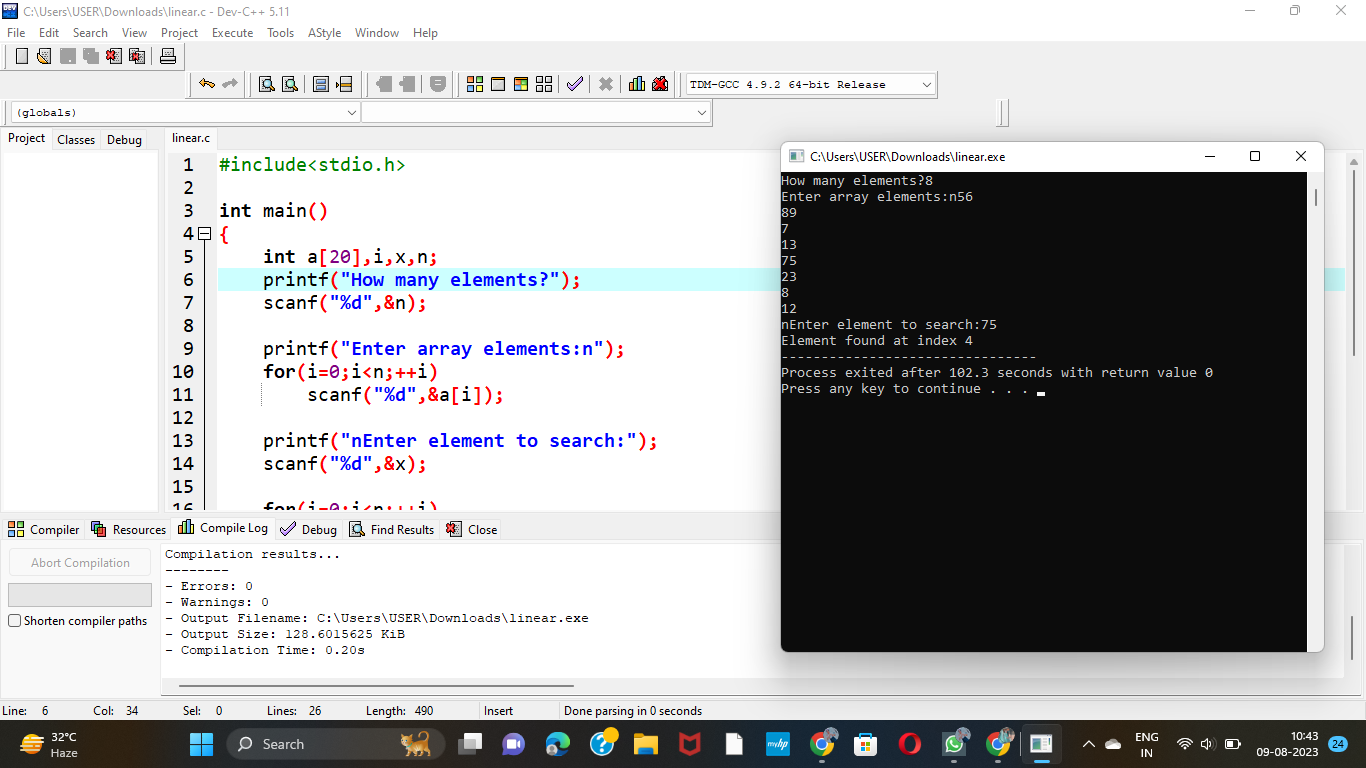 C:\Users\USER\Downloads\linear.c - Dev-C++ 5.11
File Edit Search View Project Execute Tools AStyle Window Help
TDM-GCC 4.9.2 64-bit Release
(globals)
Project Classes Debug
linear.c
1 #include<stdio.h>
2
3 int main()
4 {
5 int a[20],i,x,n;
6 printf("How many elements?");
7 scanf("%d",&n);
8
9 printf("Enter array elements:n");
10 for(i=0;i<n;++i)
11 scanf("%d",&a[i]);
12
13 printf("nEnter element to search:");
14 scanf("%d",&x);
15
16 for(i=0;i<n;++i)
C:\Users\USER\Downloads\linear.exe
How many elements?8
Enter array elements:n56
89
7
13
75
23
8
12
nEnter element to search:75
Element found at index 4
--------------------------------
Process exited after 102.3 seconds with return value 0
Press any key to continue . . .
Compiler Resources Compile Log Debug Find Results Close
Abort Compilation
Shorten compiler paths
Compilation results...
--------
- Errors: 0
- Warnings: 0
- Output Filename: C:\Users\USER\Downloads\linear.exe
- Output Size: 128.6015625 KiB
- Compilation Time: 0.20s
Line: 6 Col: 34 Sel: 0 Lines: 26 Length: 490 Insert Done parsing in 0 seconds
32°C
Haze
Search
myhp
ENG
IN
10:43
09-08-2023
24